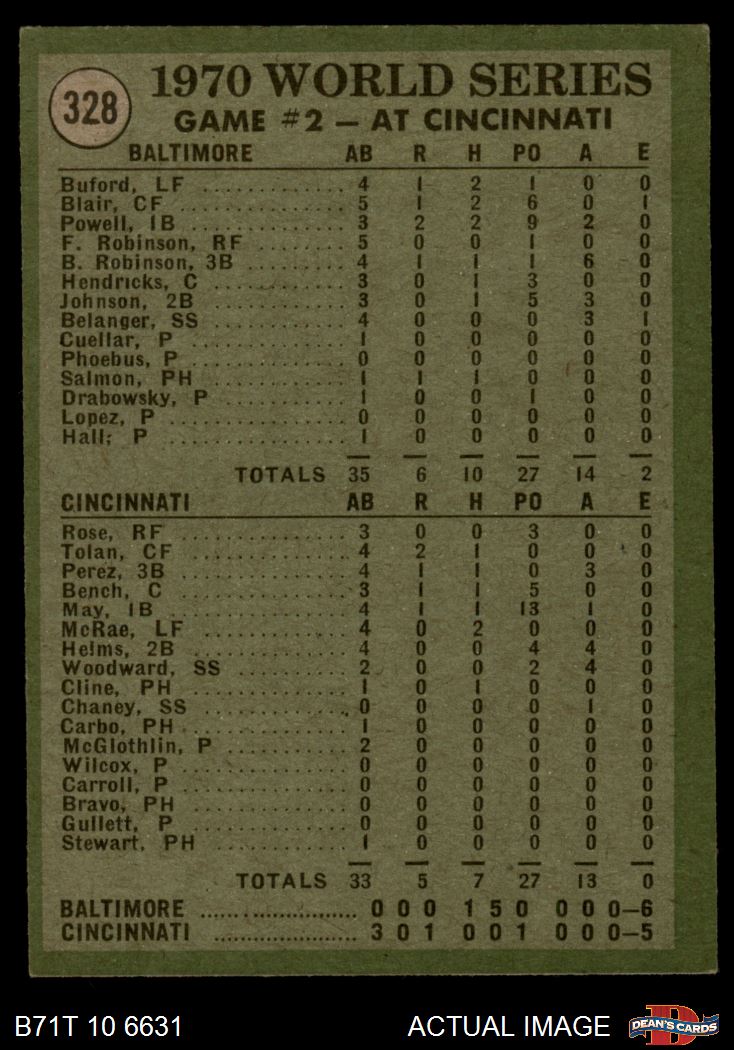 328
1970 WORLD SERIES
GAME #2 – AT CINCINNATI
BALTIMORE AB R H PO A E
Buford, LF ............ 4 1 2 1 0 0
Blair, CF ............ 5 1 2 6 0 1
Powell, 1B ............ 3 2 2 9 2 0
F. Robinson, RF ........ 5 0 0 1 0 0
B. Robinson, 3B ......... 4 1 1 1 6 0
Hendricks, C ........... 3 0 1 3 0 0
Johnson, 2B ........... 3 0 1 5 3 0
Belanger, SS ........... 4 0 0 0 3 1
Cuellar, P ............ 1 0 0 0 0 0
Phoebus, P ............ 0 0 0 0 0 0
Salmon, PH ........... 1 1 1 0 0 0
Drabowsky, P .......... 1 0 0 1 0 0
Lopez, P .............. 0 0 0 0 0 0
Hall, P .............. 1 0 0 0 0 0
TOTALS 35 6 10 27 14 2
CINCINNATI AB R H PO A E
Rose, RF .............. 3 0 0 3 0 0
Tolan, CF .............. 4 2 1 0 0 0
Perez, 3B .............. 4 1 1 0 3 0
Bench, C .............. 3 1 1 5 0 0
May, 1B .............. 4 1 1 13 1 0
McRae, LF ............ 4 0 2 0 0 0
Helms, 2B ............ 4 0 0 4 4 0
Woodward, SS .......... 2 0 0 2 4 0
Cline, PH ............ 1 0 1 0 0 0
Chaney, SS ............ 0 0 0 0 1 0
Carbo, PH ............ 1 0 0 0 0 0
McGlothlin, P .......... 2 0 0 0 0 0
Wilcox, P ............ 0 0 0 0 0 0
Carroll, P ............ 0 0 0 0 0 0
Bravo, PH ............ 0 0 0 0 0 0
Gullett, P ............ 0 0 0 0 0 0
Stewart, PH ............ 1 0 0 0 0 0
TOTALS 33 5 7 27 13 0
BALTIMORE .................... 0 0 0 1 5 0 0 0 0–6
CINCINNATI .................... 3 0 1 0 0 1 0 0 0–5
B71T 10 6631 ACTUAL IMAGE D DEAN'S CARDS